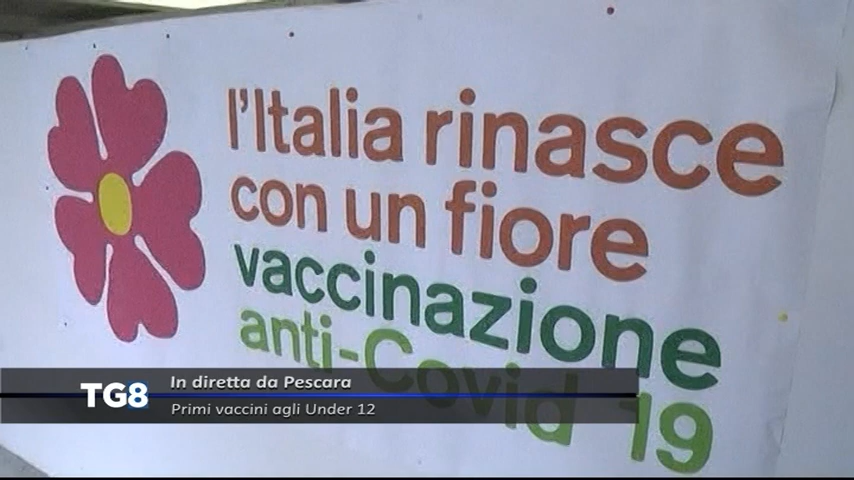 l'Italia rinasce
con un fiore
vaccinazione
anti-Covid 19
TG8
In diretta da Pescara
Primi vaccini agli Under 12